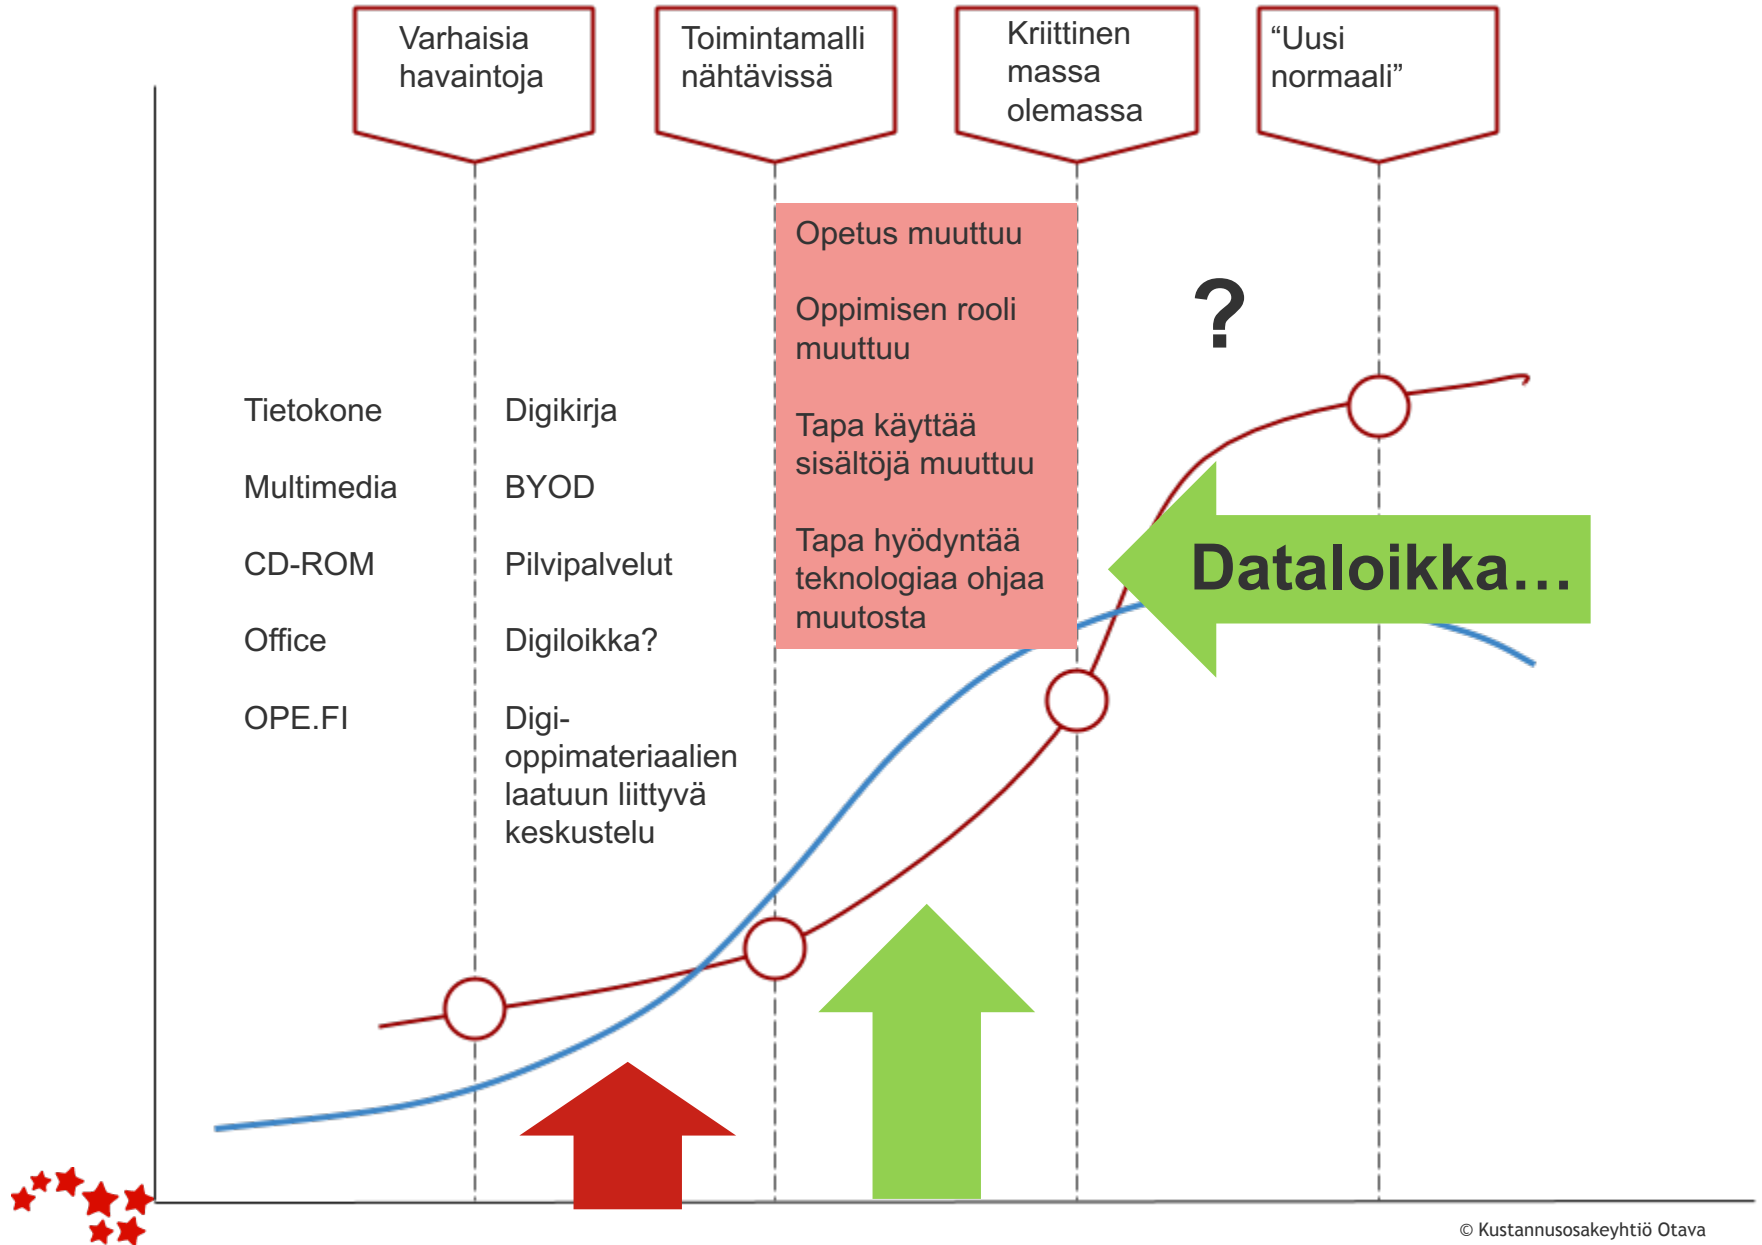 Varhaisia
havaintoja
Toimintamalli
nähtävissä
Kriittinen
massa
olemassa
“Uusi
normaali”
Tietokone
Multimedia
CD-ROM
Office
OPE.FI
Digikirja
BYOD
Pilvipalvelut
Digiloikka?
Digi-
oppimateriaalien
laatuun liittyvä
keskustelu
Opetus muuttuu
Oppimisen rooli
muuttuu
Tapa käyttää
sisältöjä muuttuu
Tapa hyödyntää
teknologiaa ohjaa
muutosta
?
Dataloikka…
© Kustannusosakeyhtiö Otava